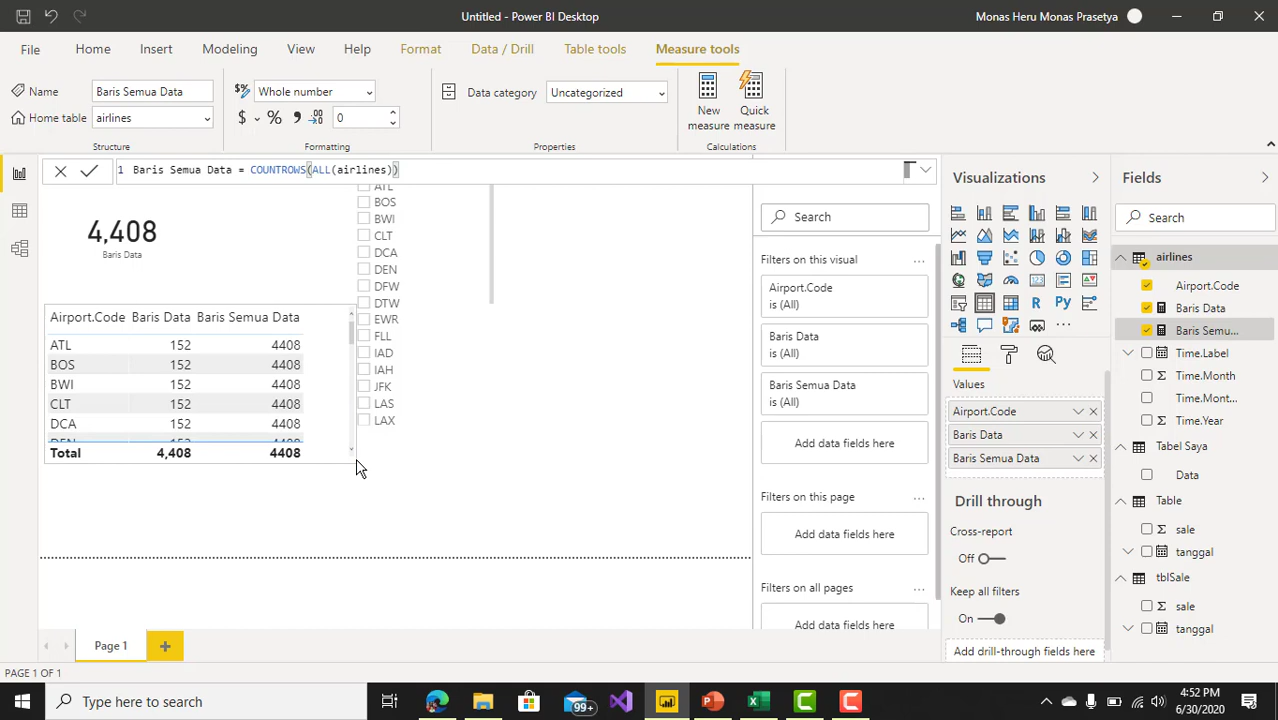 Untitled - Power BI Desktop
Monas Heru Monas Prasetya
File Home Insert Modeling View Help Format Data / Drill Table tools Measure tools
Name Baris Semua Data
Home table airlines
Structure
Whole number
$ % , 0
Formatting
Data category Uncategorized
Properties
New measure
Quick measure
Calculations
1 Baris Semua Data = COUNTROWS(ALL(airlines))
4,408
Baris Data
Airport.Code Baris Data Baris Semua Data
ATL 152 4408
BOS 152 4408
BWI 152 4408
CLT 152 4408
DCA 152 4408
DEN 152 4408
Total 4,408 4408
ATL
BOS
BWI
CLT
DCA
DEN
DFW
DTW
EWR
FLL
IAD
IAH
JFK
LAS
LAX
Search
Filters on this visual ...
Airport.Code
is (All)
Baris Data
is (All)
Baris Semua Data
is (All)
Add data fields here
Filters on this page ...
Add data fields here
Filters on all pages ...
Add data fields here
Visualizations
R Py
...
Values
Airport.Code
Baris Data
Baris Semua Data
Drill through
Cross-report
Off
Keep all filters
On
Add drill-through fields here
Fields
Search
airlines
Airport.Code
Baris Data
Baris Semu...
Time.Label
Σ Time.Month
Time.Mont...
Σ Time.Year
Tabel Saya
Data
Table
Σ sale
tanggal
tblSale
Σ sale
tanggal
Page 1
PAGE 1 OF 1
Type here to search
99+
4:52 PM
6/30/2020